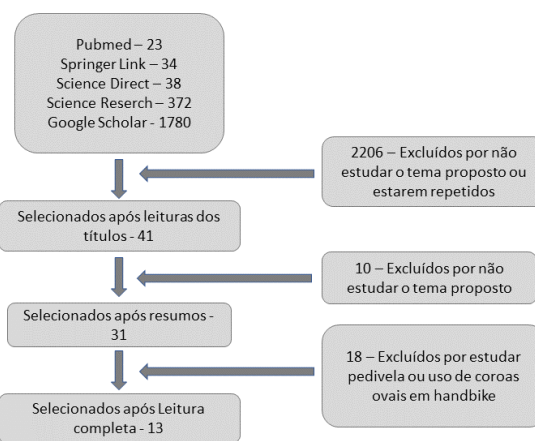 Pubmed – 23
Springer Link – 34
Science Direct – 38
Science Reserch – 372
Google Scholar - 1780
2206 – Excluídos por não
estudar o tema proposto ou
estarem repetidos
Selecionados após leituras dos
títulos - 41
10 – Excluídos por não
estudar o tema proposto
Selecionados após resumos -
31
18 – Excluídos por estudar
pedivela ou uso de coroas
ovais em handbike
Selecionados após Leitura
completa - 13